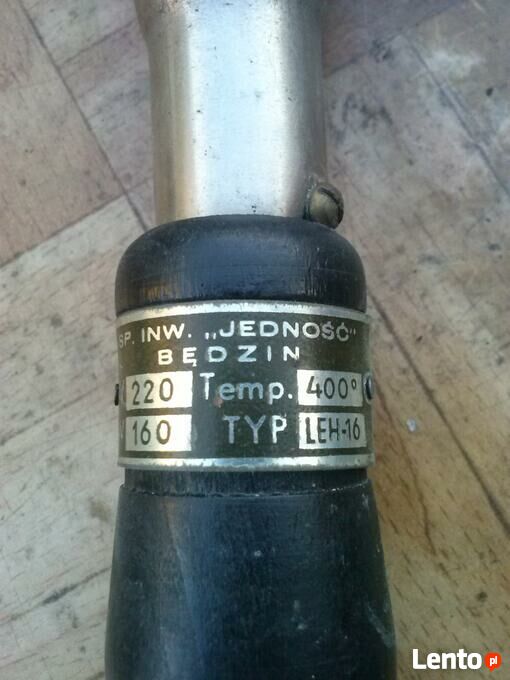 SP. INW. „JEDNOŚĆ"
BĘDZIN
220 Temp. 400°
160 TYP LEH-16
Lento.pl